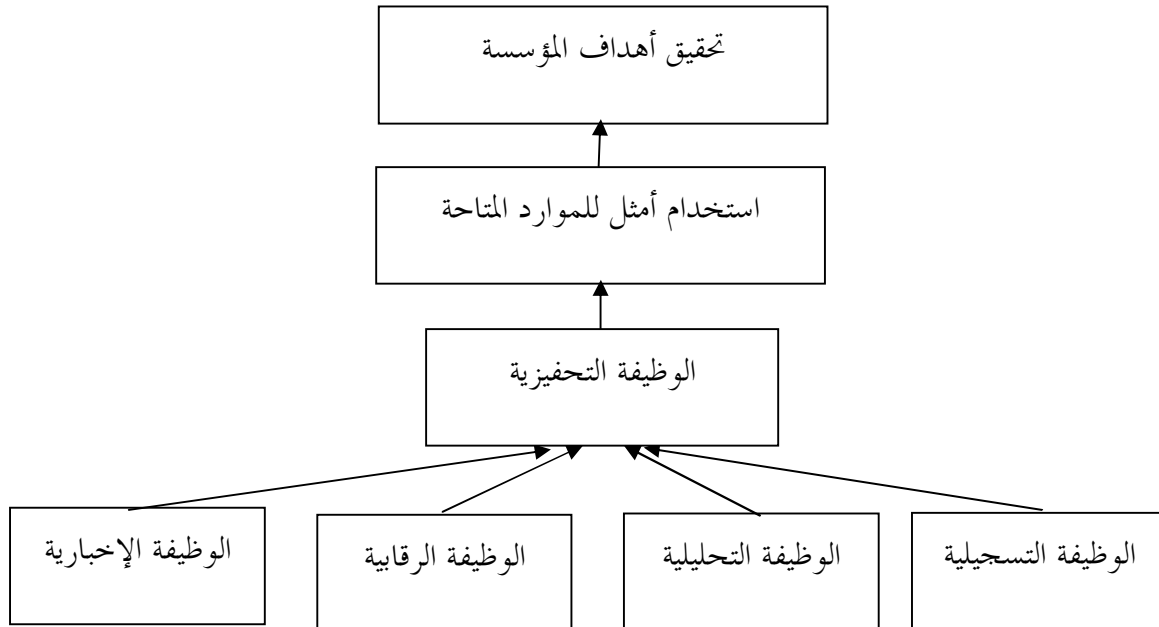 تحقيق أهداف المؤسسة
استخدام أمثل للموارد المتاحة
الوظيفة التحفيزية
الوظيفة التسجيلية
الوظيفة التحليلية
الوظيفة الرقابية
الوظيفة الإخبارية